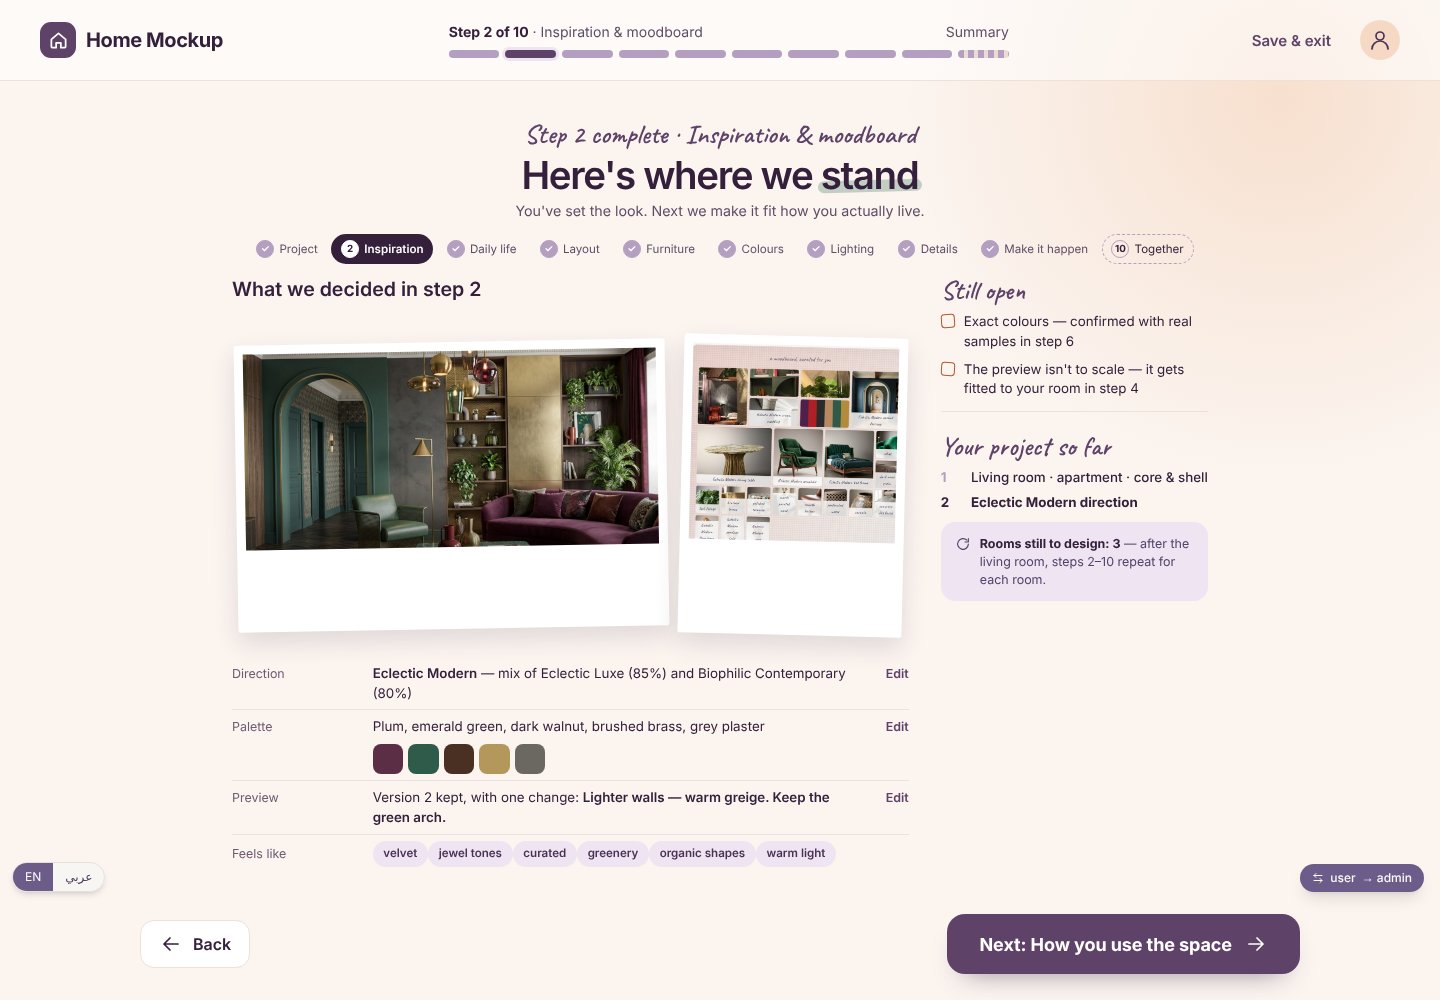 Home Mockup
Step 2 of 10 · Inspiration & moodboard
Summary
Save & exit
Step 2 complete · Inspiration & moodboard
Here's where we stand
You've set the look. Next we make it fit how you actually live.
Project
2 Inspiration
Daily life
Layout
Furniture
Colours
Lighting
Details
Make it happen
10 Together
What we decided in step 2
a moodboard, curated for you
Direction
Eclectic Modern — mix of Eclectic Luxe (85%) and Biophilic Contemporary
(80%)
Edit
Palette
Plum, emerald green, dark walnut, brushed brass, grey plaster
Edit
Preview
Version 2 kept, with one change: Lighter walls — warm greige. Keep the
green arch.
Edit
Feels like
velvet
jewel tones
curated
greenery
organic shapes
warm light
Still open
Exact colours — confirmed with real
samples in step 6
The preview isn't to scale — it gets
fitted to your room in step 4
Your project so far
1 Living room · apartment · core & shell
2 Eclectic Modern direction
Rooms still to design: 3 — after the
living room, steps 2–10 repeat for
each room.
EN
عربي
user → admin
Back
Next: How you use the space